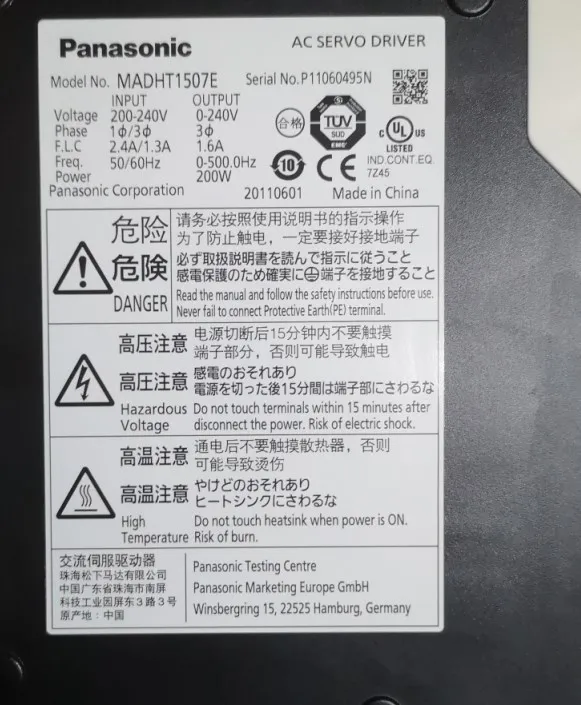 Panasonic
AC SERVO DRIVER
Model No. MADHT1507E
Serial No.P11060495N
INPUT OUTPUT
Voltage 200-240V 0-240V
Phase 1ϕ/3ϕ 3ϕ
F.L.C 2.4A/1.3A 1.6A
Freq. 50/60Hz 0-500.0Hz
Power 200W
合格
TUV
SUD
EMC
10
CE
C UL US
LISTED
IND.CONT.EQ.
7Z45
Panasonic Corporation 20110601 Made in China
危险
请务必按照使用说明书的指示操作
为了防止触电，一定要接好接地端子
危険
必ず取扱説明書を読んで指示に従うこと
感電保護のため確実に⏚端子を接地すること
DANGER
Read the manual and follow the safety instructions before use.
Never fail to connect Protective Earth(PE) terminal.
高压注意
电源切断后15分钟内不要触摸
端子部分，否则可能导致触电
高圧注意
感電のおそれあり
電源を切った後15分間は端子部にさわるな
Hazardous
Voltage
Do not touch terminals within 15 minutes after
disconnect the power. Risk of electric shock.
高温注意
通电后不要触摸散热器，否则
可能导致烫伤
高温注意
やけどのおそれあり
ヒートシンクにさわるな
High
Temperature
Do not touch heatsink when power is ON.
Risk of burn.
交流伺服驱动器
珠海松下马达有限公司
中国广东省珠海市南屏
科技工业园屏东3路3号
原产地：中国
Panasonic Testing Centre
Panasonic Marketing Europe GmbH
Winsbergring 15, 22525 Hamburg, Germany